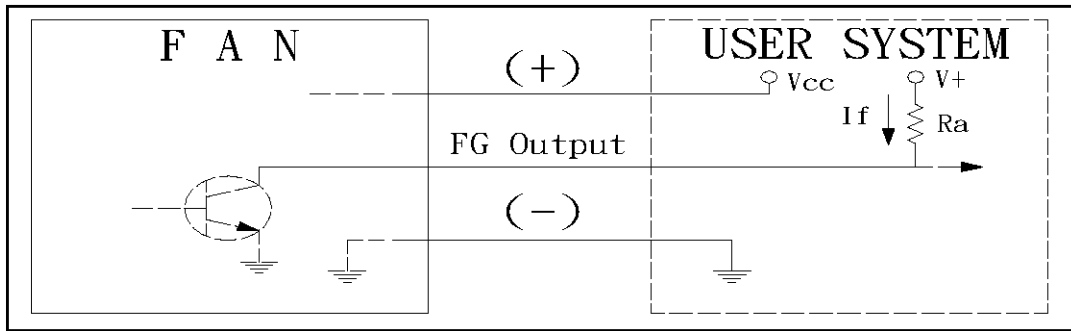 F A N
USER SYSTEM
(+)
Vcc
V+
If
Ra
FG Output
(-)